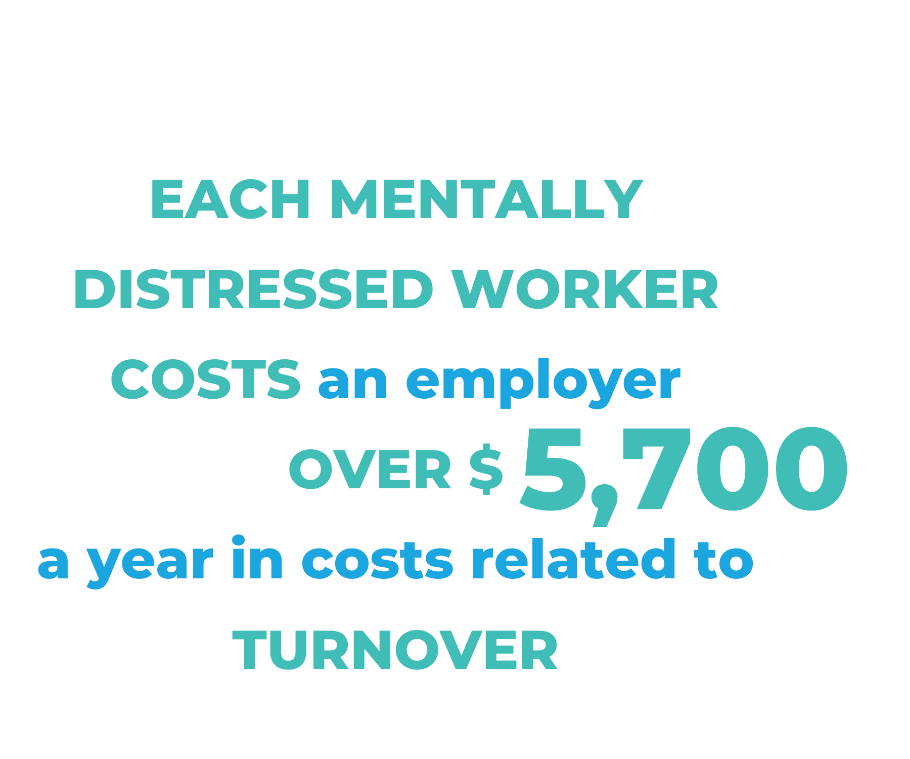 EACH MENTALLY
DISTRESSED WORKER
COSTS an employer
OVER $ 5,700
a year in costs related to
TURNOVER